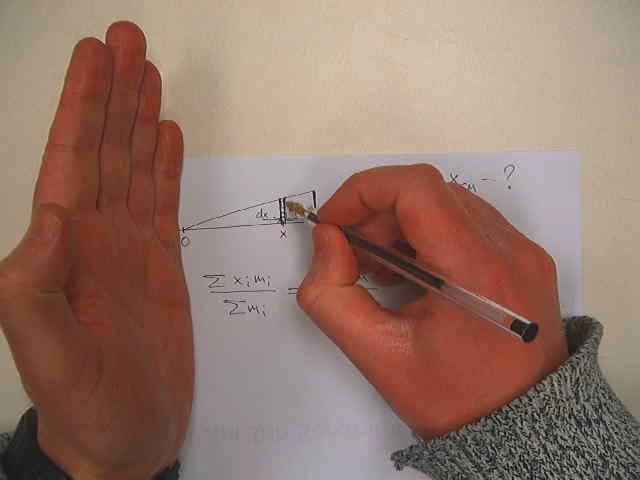 x_cm - ?
dx
0 x
Σ x_i m_i / Σ m_i =